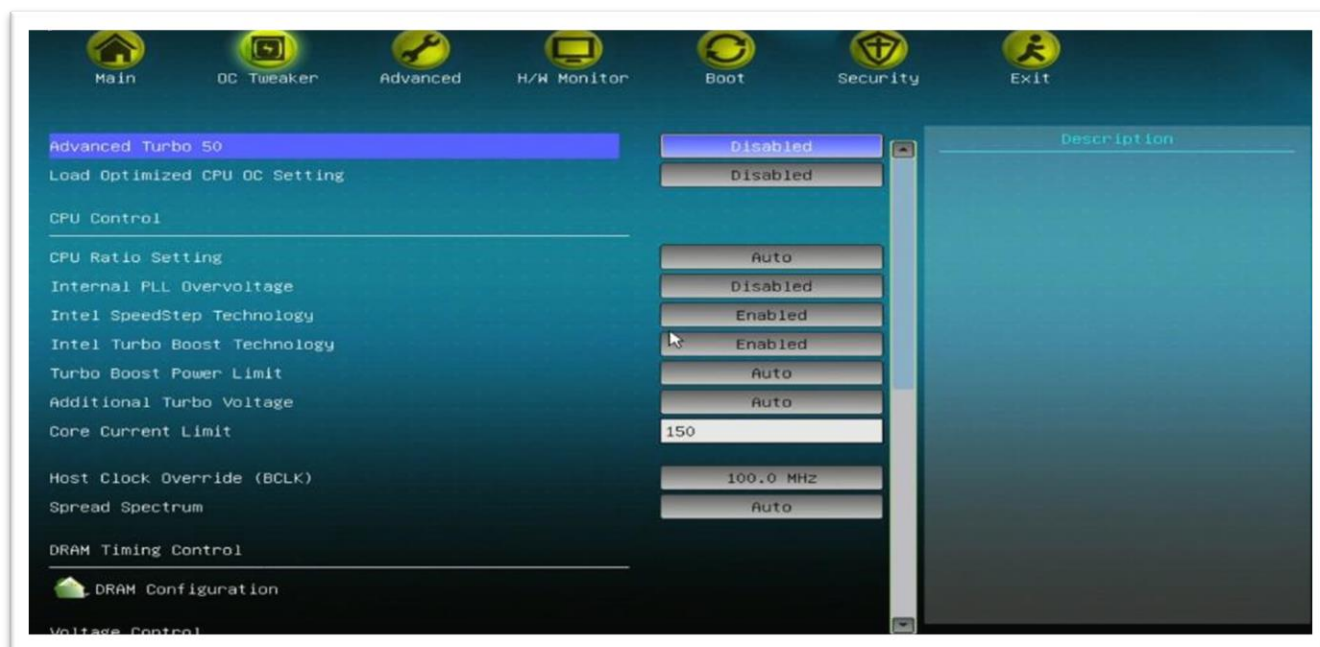 Main OC Tweaker Advanced H/W Monitor Boot Security Exit
Advanced Turbo 50 Disabled
Load Optimized CPU OC Setting Disabled
CPU Control
CPU Ratio Setting Auto
Internal PLL Overvoltage Disabled
Intel SpeedStep Technology Enabled
Intel Turbo Boost Technology Enabled
Turbo Boost Power Limit Auto
Additional Turbo Voltage Auto
Core Current Limit 150
Host Clock Override (BCLK) 100.0 MHz
Spread Spectrum Auto
DRAM Timing Control
DRAM Configuration
Voltage Control
Description